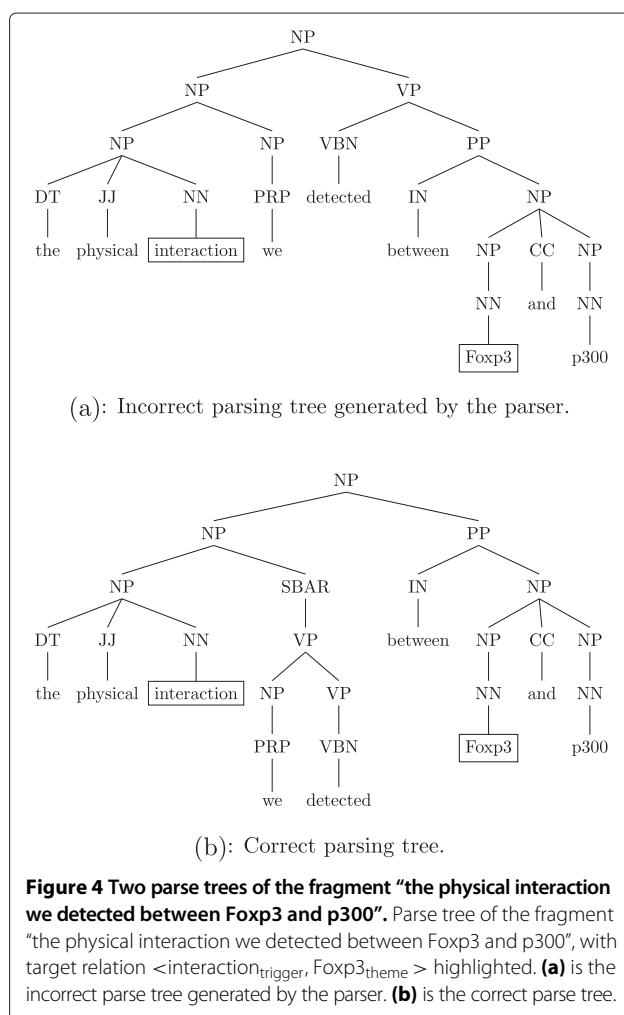 NP
NP VP
NP NP VBN PP
DT JJ NN PRP detected IN NP
the physical interaction we between NP CC NP
NN and NN
Foxp3 p300
(a): Incorrect parsing tree generated by the parser.
NP
NP PP
NP SBAR IN NP
DT JJ NN VP between NP CC NP
the physical interaction NP VP NN and NN
PRP VBN Foxp3 p300
we detected
(b): Correct parsing tree.
Figure 4 Two parse trees of the fragment “the physical interaction
we detected between Foxp3 and p300”. Parse tree of the fragment
“the physical interaction we detected between Foxp3 and p300”, with
target relation <interactiontrigger, Foxp3theme > highlighted. (a) is the
incorrect parse tree generated by the parser. (b) is the correct parse tree.